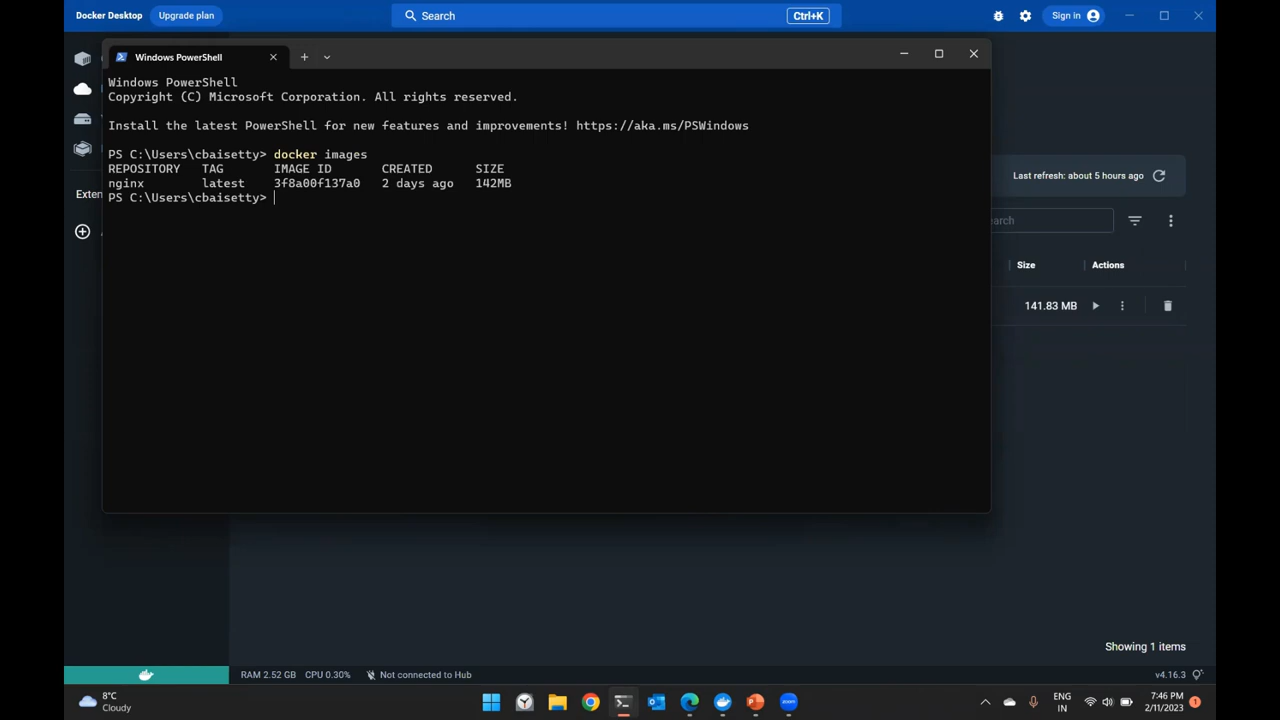 Docker Desktop Upgrade plan Search Ctrl+K Sign in
Windows PowerShell
Windows PowerShell
Copyright (C) Microsoft Corporation. All rights reserved.
Install the latest PowerShell for new features and improvements! https://aka.ms/PSWindows
PS C:\Users\cbaisetty> docker images
REPOSITORY TAG IMAGE ID CREATED SIZE
nginx latest 3f8a00f137a0 2 days ago 142MB
PS C:\Users\cbaisetty>
Exten
Last refresh: about 5 hours ago
earch
Size Actions
141.83 MB
Showing 1 items
RAM 2.52 GB CPU 0.30% Not connected to Hub v4.16.3
8°C
Cloudy
zoom
ENG
IN
7:46 PM
2/11/2023
1